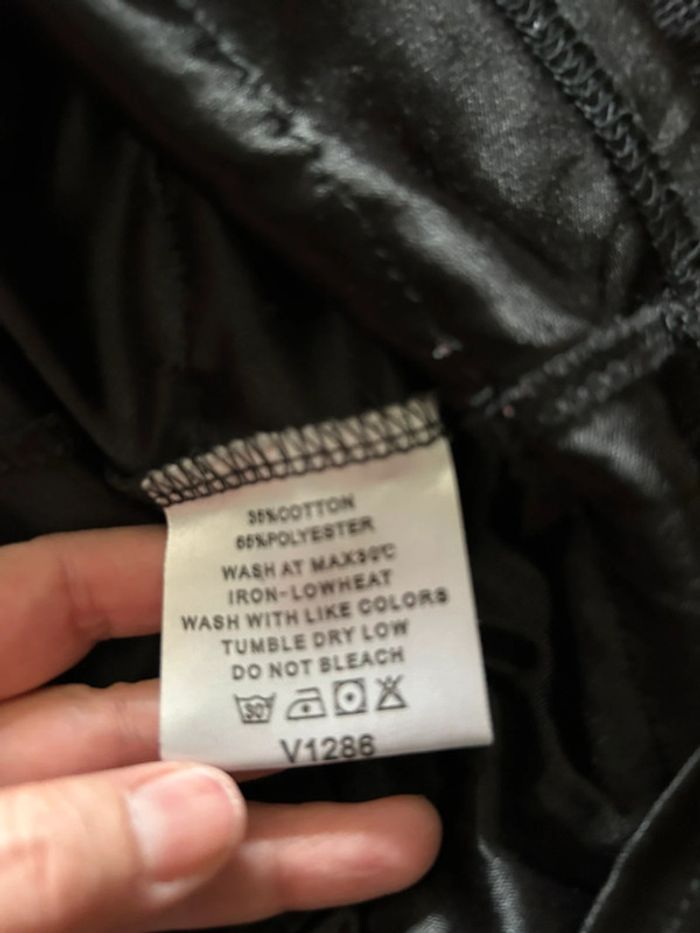 35%COTTON
65%POLYESTER
WASH AT MAX30℃
IRON-LOWHEAT
WASH WITH LIKE COLORS
TUMBLE DRY LOW
DO NOT BLEACH
30°
V1286